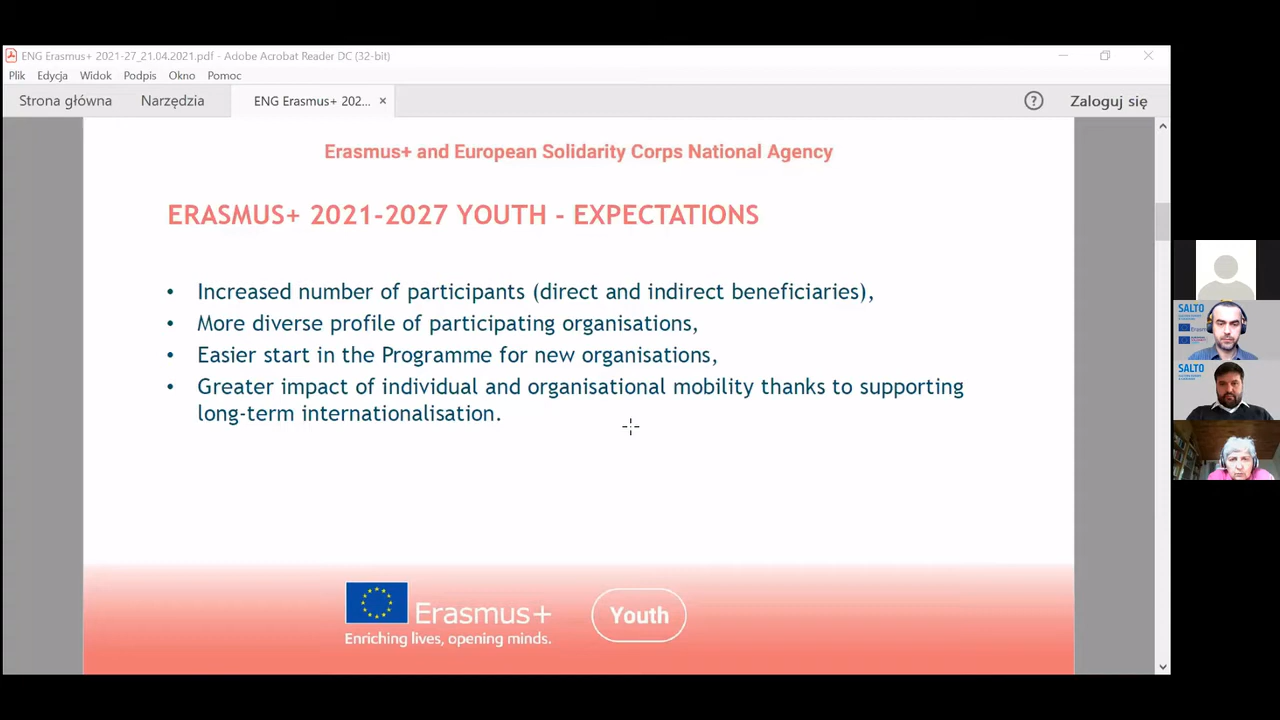 ENG Erasmus+ 2021-27_21.04.2021.pdf - Adobe Acrobat Reader DC (32-bit)
Plik Edycja Widok Podpis Okno Pomoc
Strona główna Narzędzia ENG Erasmus+ 202... × ? Zaloguj się
Erasmus+ and European Solidarity Corps National Agency
ERASMUS+ 2021-2027 YOUTH - EXPECTATIONS
• Increased number of participants (direct and indirect beneficiaries),
• More diverse profile of participating organisations,
• Easier start in the Programme for new organisations,
• Greater impact of individual and organisational mobility thanks to supporting
long-term internationalisation.
Erasmus+
Enriching lives, opening minds.
Youth
SALTO
Erasmus
SALTO